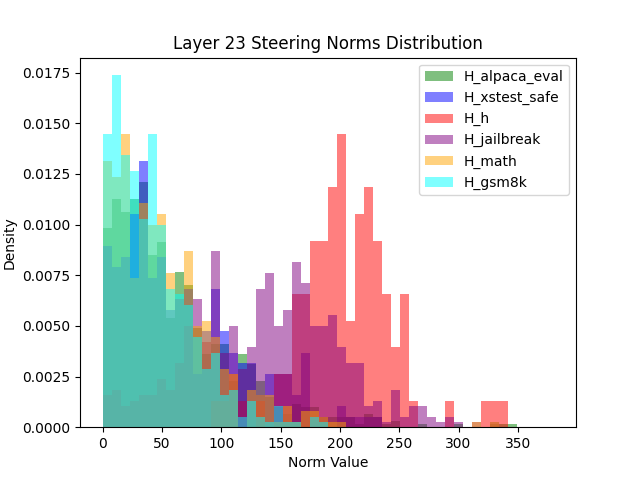 Layer 23 Steering Norms Distribution
H_alpaca_eval
H_xstest_safe
H_h
H_jailbreak
H_math
H_gsm8k
0.0175
0.0150
0.0125
0.0100
0.0075
0.0050
0.0025
0.0000
Density
0 50 100 150 200 250 300 350
Norm Value